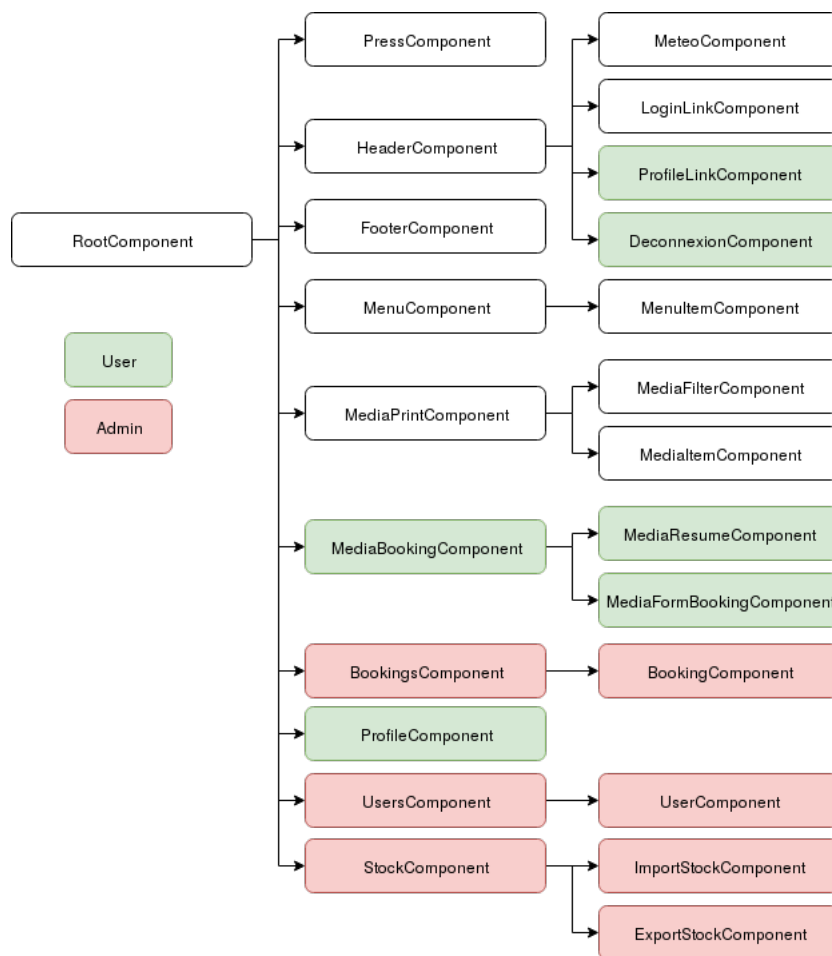 PressComponent
MeteoComponent
LoginLinkComponent
HeaderComponent
ProfileLinkComponent
FooterComponent
RootComponent
DeconnexionComponent
MenuComponent
MenuItemComponent
User
MediaFilterComponent
MediaPrintComponent
Admin
MediaItemComponent
MediaResumeComponent
MediaBookingComponent
MediaFormBookingComponent
BookingsComponent
BookingComponent
ProfileComponent
UsersComponent
UserComponent
StockComponent
ImportStockComponent
ExportStockComponent